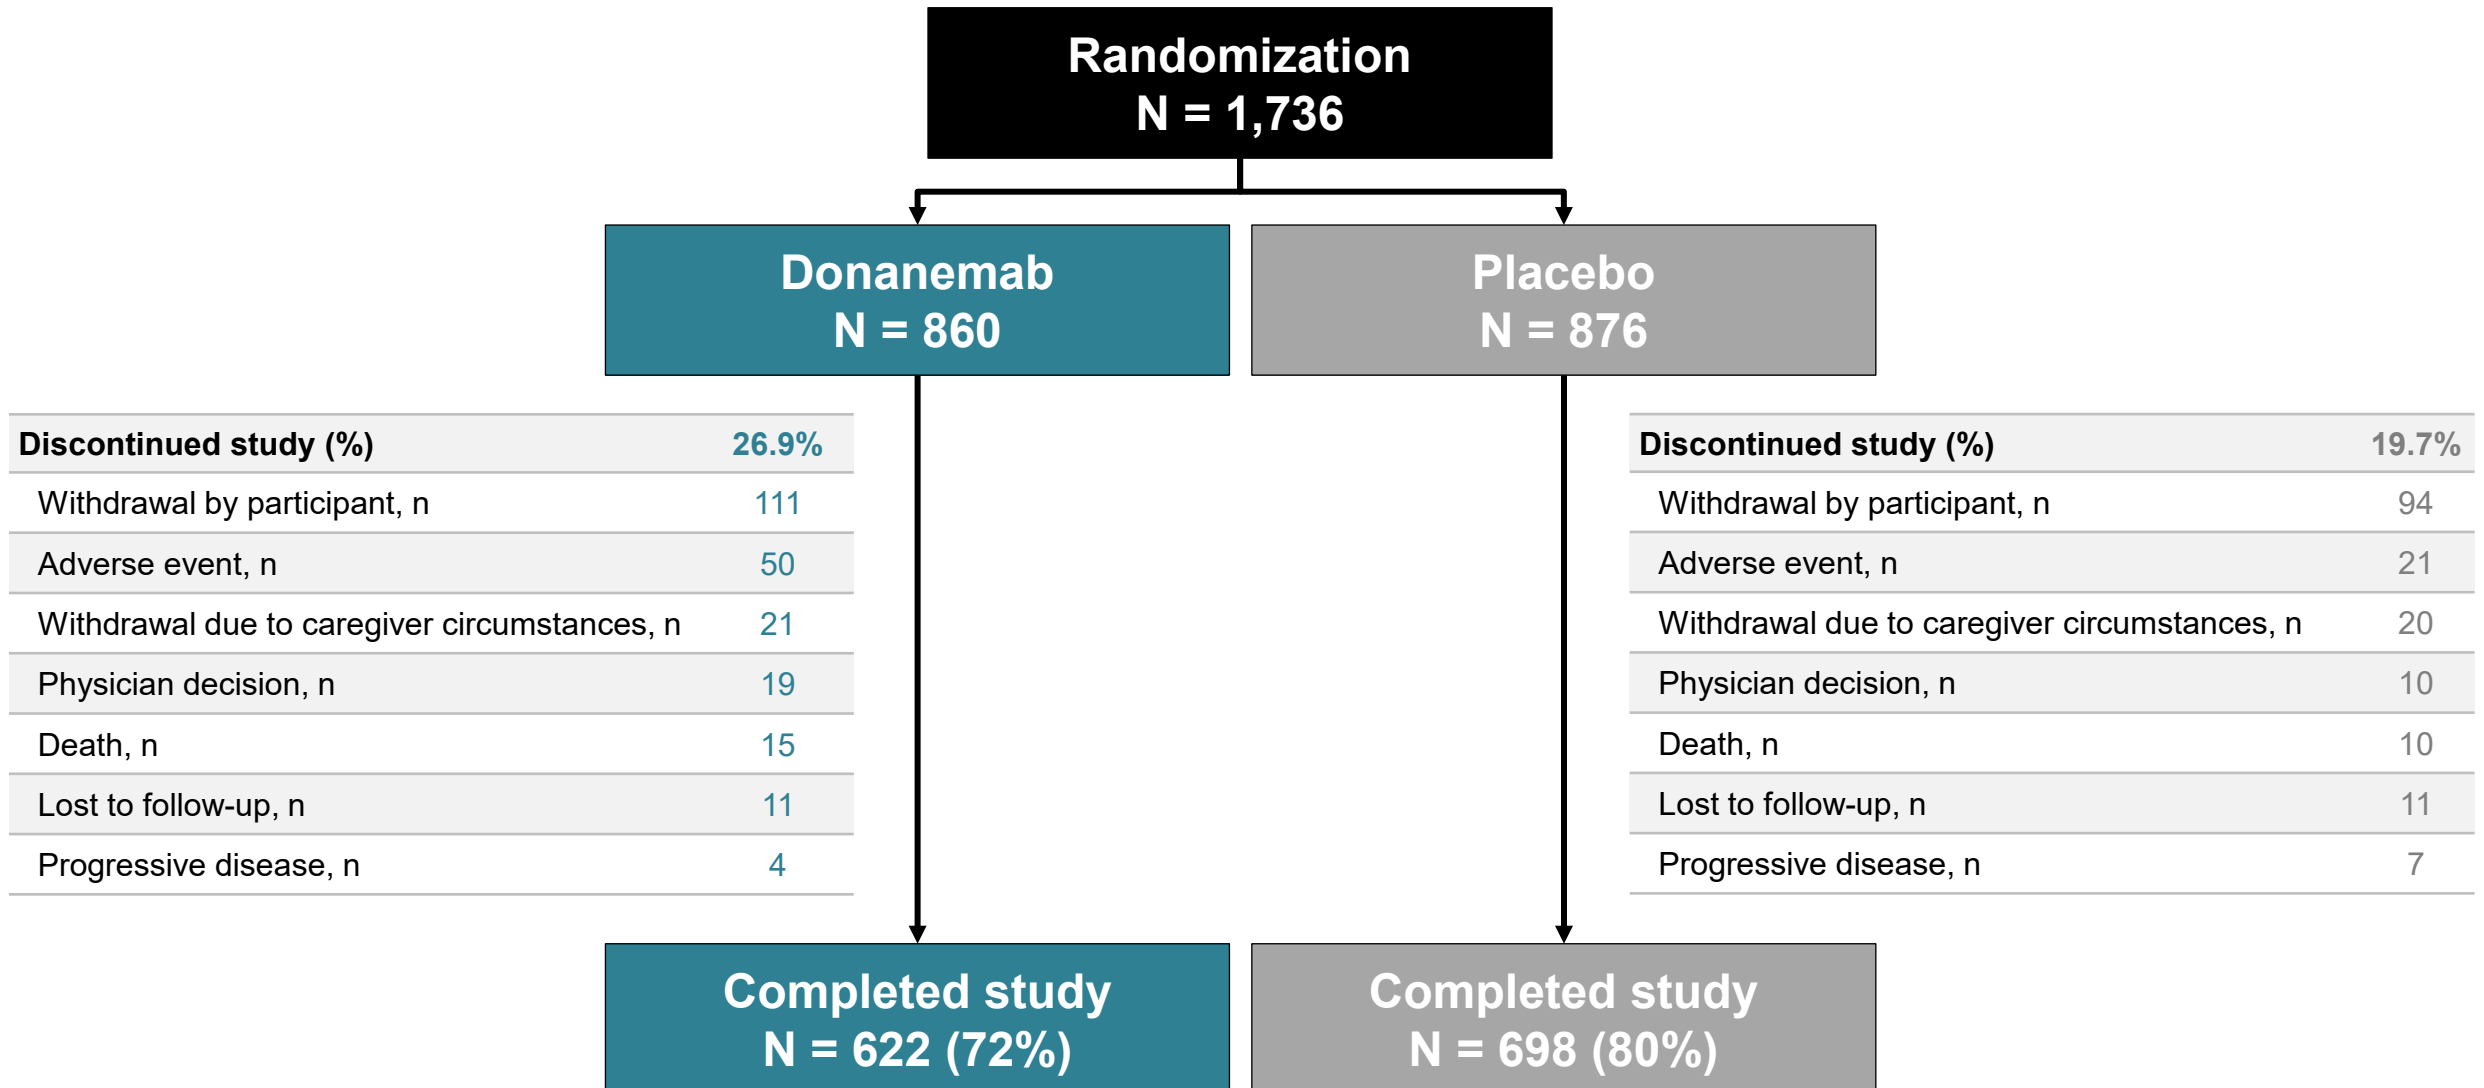 Randomization
N = 1,736
Donanemab
N = 860
Placebo
N = 876
Discontinued study (%) 26.9%
Withdrawal by participant, n 111
Adverse event, n 50
Withdrawal due to caregiver circumstances, n 21
Physician decision, n 19
Death, n 15
Lost to follow-up, n 11
Progressive disease, n 4
Discontinued study (%) 19.7%
Withdrawal by participant, n 94
Adverse event, n 21
Withdrawal due to caregiver circumstances, n 20
Physician decision, n 10
Death, n 10
Lost to follow-up, n 11
Progressive disease, n 7
Completed study
N = 622 (72%)
Completed study
N = 698 (80%)